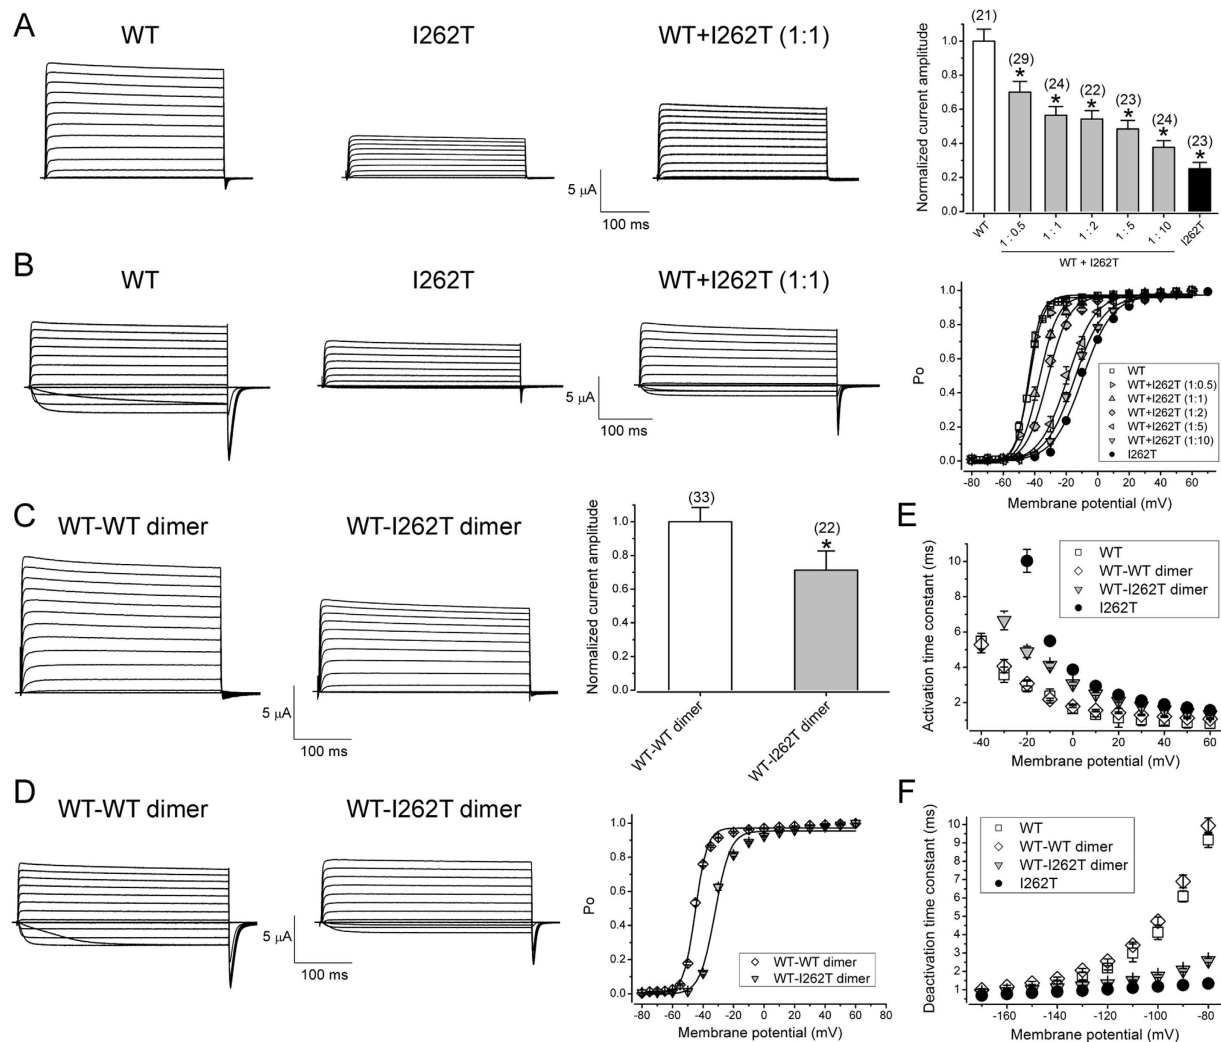 A
WT
I262T
WT+I262T (1:1)
5 µA
100 ms
Normalized current amplitude
1.0
0.8
0.6
0.4
0.2
0.0
(21)
(29)
*
(24)
*
(22)
*
(23)
*
(24)
*
(23)
*
WT
1 : 0.5
1 : 1
1 : 2
1 : 5
1 : 10
I262T
WT + I262T
B
WT
I262T
WT+I262T (1:1)
5 µA
100 ms
Po
1.0
0.8
0.6
0.4
0.2
0.0
WT
WT+I262T (1:0.5)
WT+I262T (1:1)
WT+I262T (1:2)
WT+I262T (1:5)
WT+I262T (1:10)
I262T
-80 -60 -40 -20 0 20 40 60
Membrane potential (mV)
C
WT-WT dimer
WT-I262T dimer
5 µA
100 ms
Normalized current amplitude
1.0
0.8
0.6
0.4
0.2
0.0
(33)
(22)
*
WT-WT dimer
WT-I262T dimer
E
Activation time constant (ms)
10
8
6
4
2
WT
WT-WT dimer
WT-I262T dimer
I262T
-40 -20 0 20 40 60
Membrane potential (mV)
D
WT-WT dimer
WT-I262T dimer
5 µA
100 ms
Po
1.0
0.8
0.6
0.4
0.2
0.0
WT-WT dimer
WT-I262T dimer
-80 -60 -40 -20 0 20 40 60 80
Membrane potential (mV)
F
Deactivation time constant (ms)
10
9
8
7
6
5
4
3
2
1
WT
WT-WT dimer
WT-I262T dimer
I262T
-160 -140 -120 -100 -80
Membrane potential (mV)